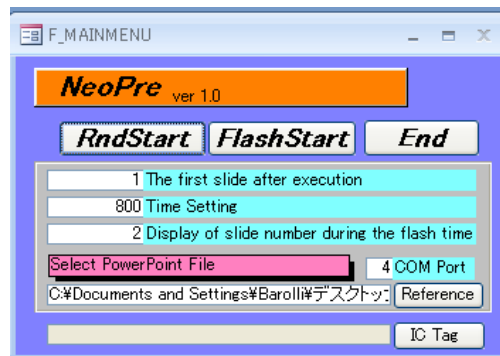 F_MAINMENU
NeoPre ver 1.0
RndStart FlashStart End
1 The first slide after execution
800 Time Setting
2 Display of slide number during the flash time
Select PowerPoint File 4 COM Port
C:¥Documents and Settings¥Barolli¥デスクトップ Reference
IC Tag